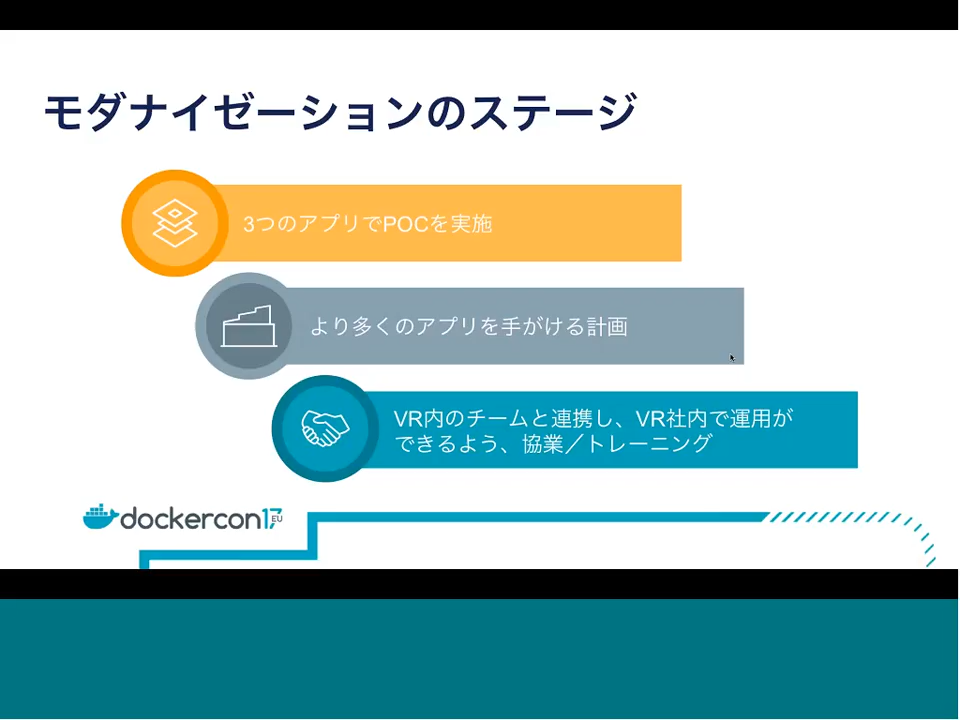 モダナイゼーションのステージ
3つのアプリでPOCを実施
より多くのアプリを手がける計画
VR内のチームと連携し、VR社内で運用が
できるよう、協業／トレーニング
dockercon17 EU